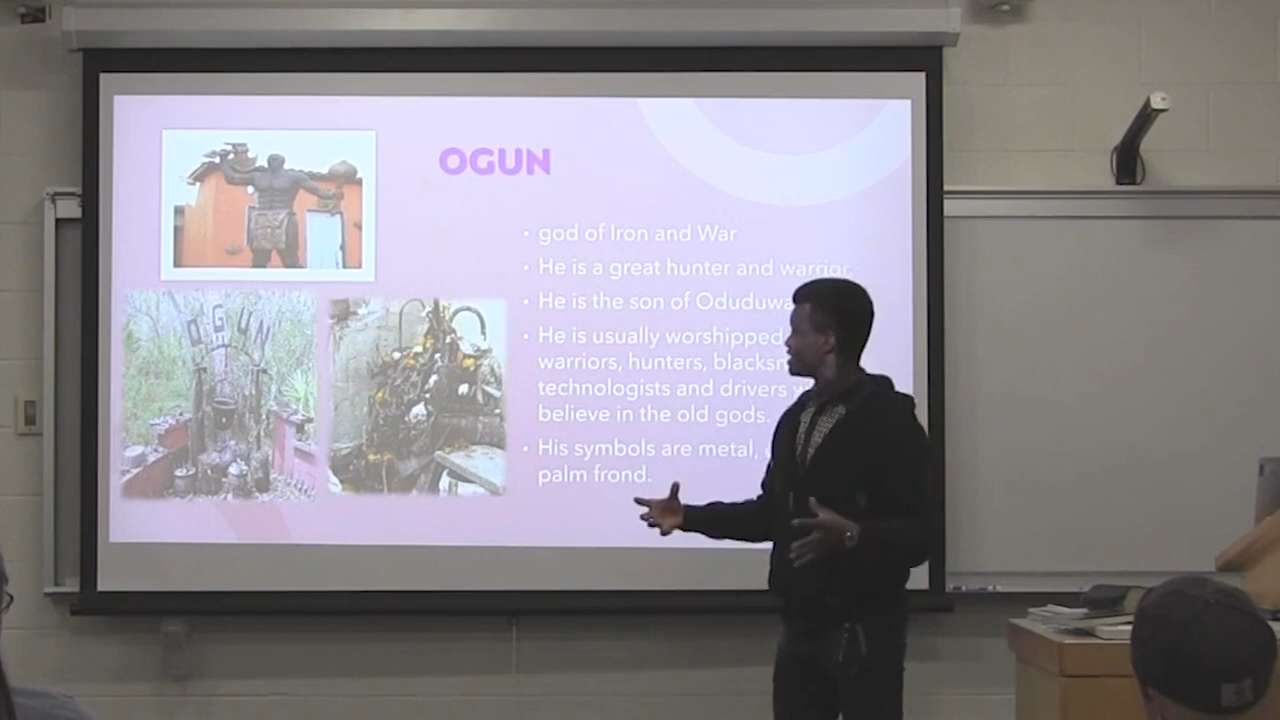 OGUN
• god of Iron and War
• He is a great hunter and warrior.
• He is the son of Oduduwa
• He is usually worshipped
warriors, hunters,
technologists and drivers
believe in the old gods.
• His symbols are metal,
palm frond.
OGUN